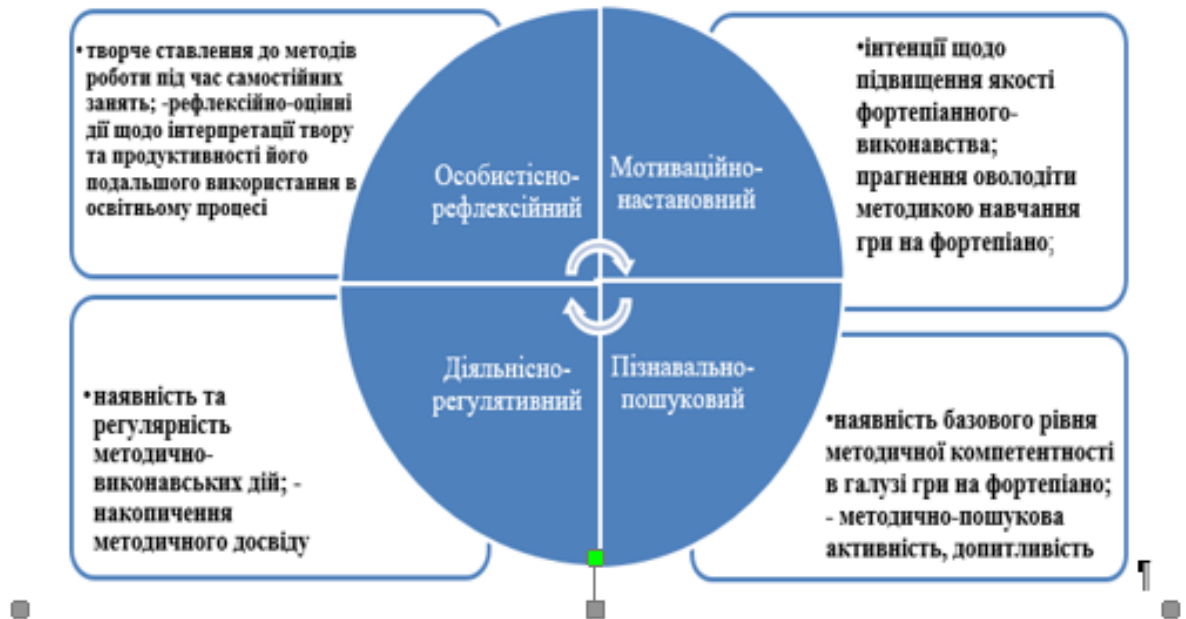 •творче ставлення до методів
роботи під час самостійних
занять; -рефлексійно-оцінні
дії щодо інтерпретації твору
та продуктивності його
подальшого використання в
освітньому процесі
Особистісно-
рефлексійний
Мотиваційно-
настановний
•інтенції щодо
підвищення якості
фортепіанного-
виконавства;
прагнення оволодіти
методикою навчання
гри на фортепіано;
•наявність та
регулярність
методично-
виконавських дій; -
накопичення
методичного досвіду
Діяльнісно-
регулятивний
Пізнавально-
пошуковий
•наявність базового рівня
методичної компетентності
в галузі гри на фортепіано;
- методично-пошукова
активність, допитливість
¶